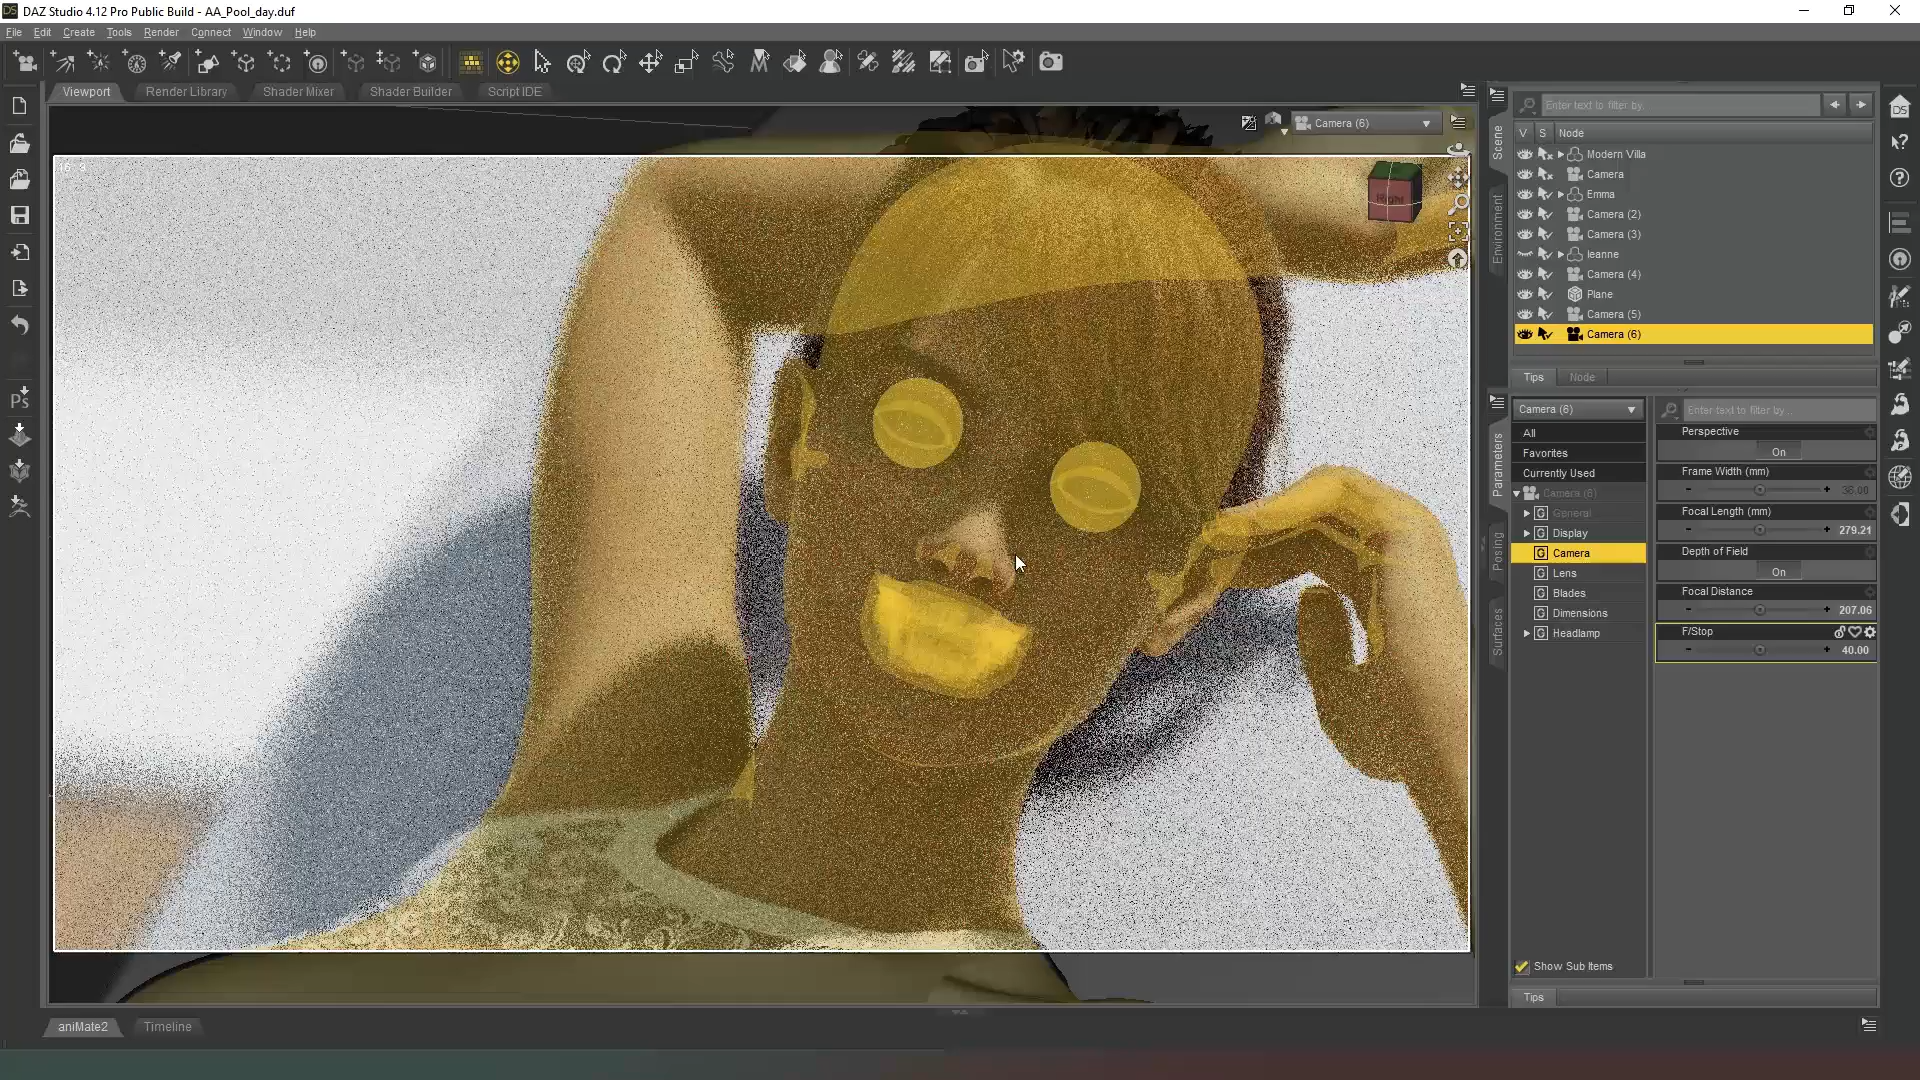 DAZ Studio 4.12 Pro Public Build - AA_Pool_day.duf
File Edit Create Tools Render Connect Window Help
Viewport Render Library Shader Mixer Shader Builder Script IDE
Camera (6)
16 : 9
Right
Scene
Environment
Enter text to filter by.
V S Node
Modern Villa
Camera
Emma
Camera (2)
Camera (3)
leanne
Camera (4)
Plane
Camera (5)
Camera (6)
Tips Node
Parameters
Posing
Surfaces
Camera (6)
All
Favorites
Currently Used
Camera (6)
G General
G Display
G Camera
G Lens
G Blades
G Dimensions
G Headlamp
Show Sub Items
Enter text to filter by...
Perspective
On
Frame Width (mm)
36.00
Focal Length (mm)
279.21
Depth of Field
On
Focal Distance
207.06
F/Stop
40.00
Tips
Ps
DS
aniMate2 Timeline